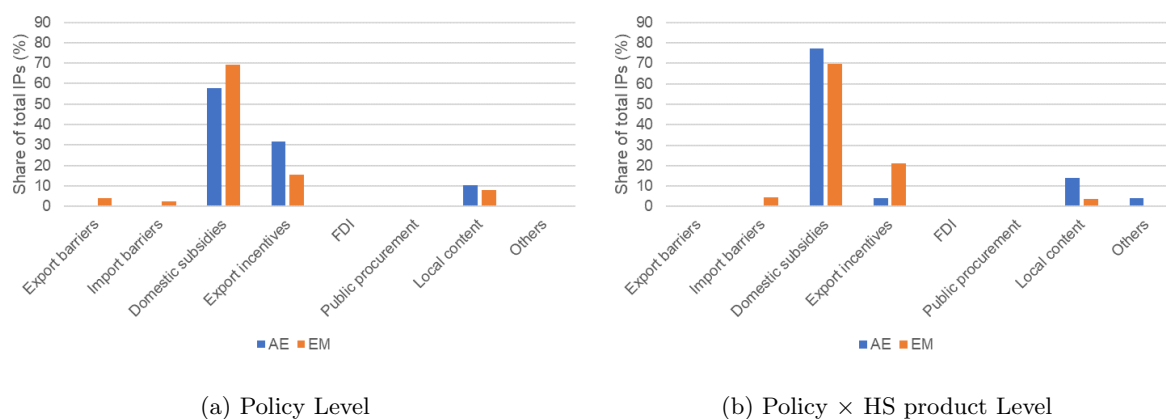 Share of total IPs (%)
90
80
70
60
50
40
30
20
10
0
Export barriers
Import barriers
Domestic subsidies
Export incentives
FDI
Public procurement
Local content
Others
AE EM
(a) Policy Level
Share of total IPs (%)
90
80
70
60
50
40
30
20
10
0
Export barriers
Import barriers
Domestic subsidies
Export incentives
FDI
Public procurement
Local content
Others
AE EM
(b) Policy × HS product Level